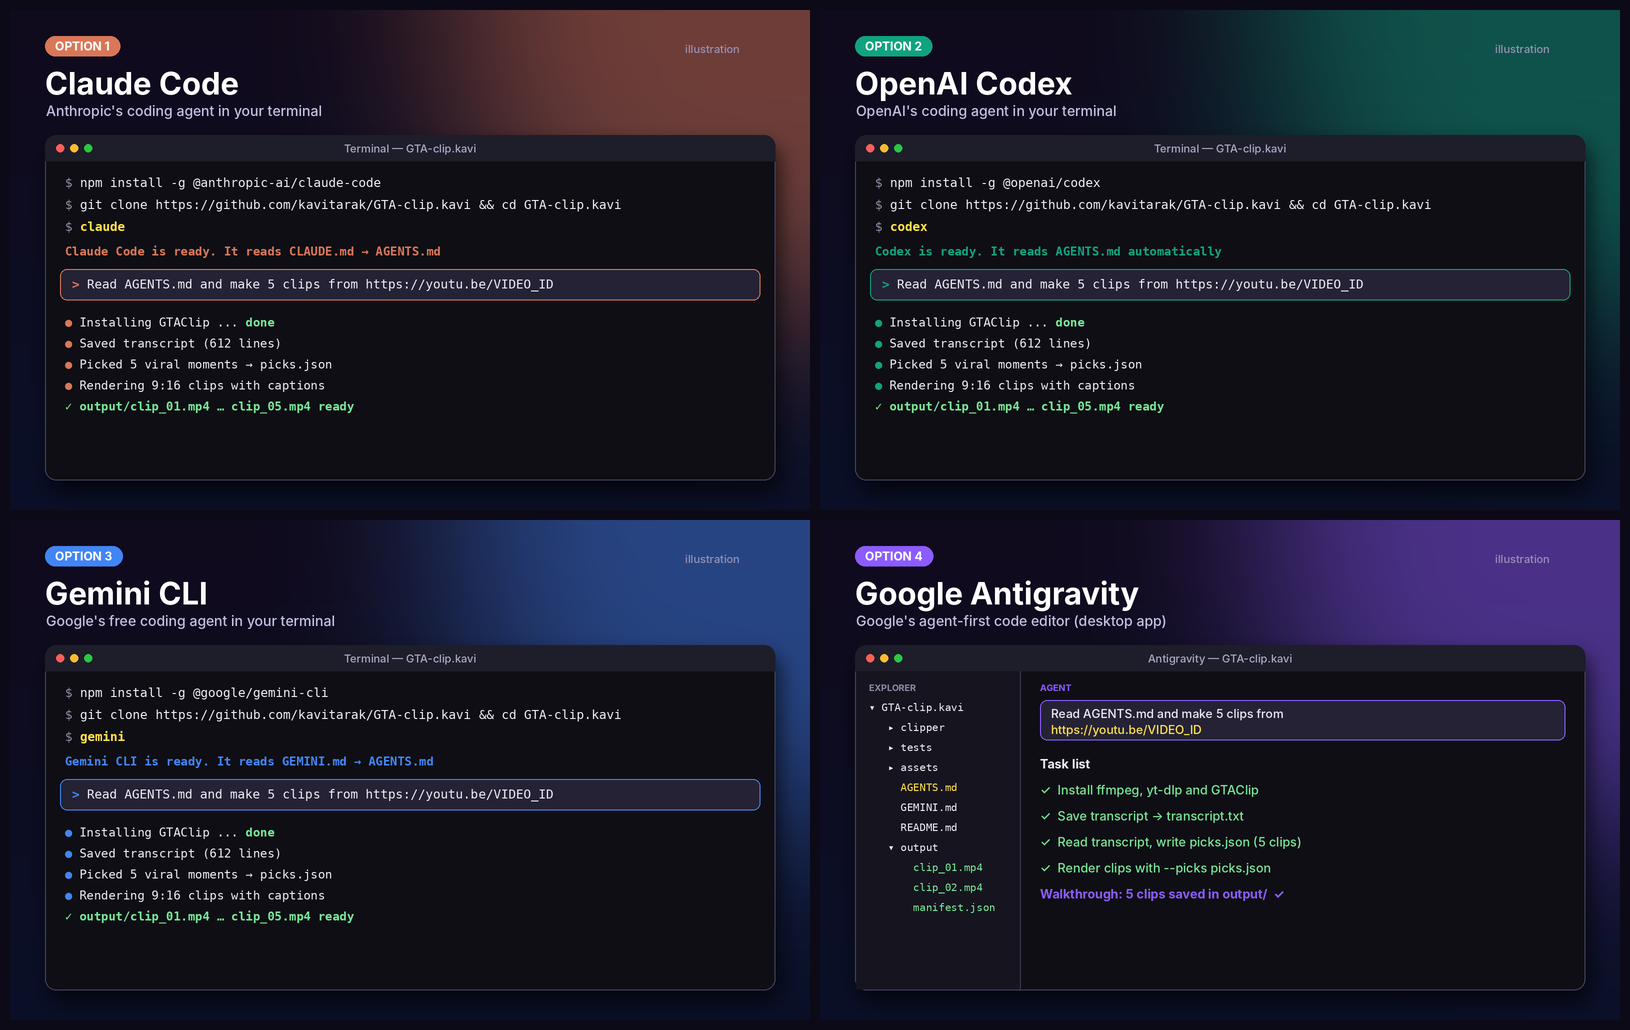 OPTION 1
illustration
Claude Code
Anthropic's coding agent in your terminal
Terminal — GTA-clip.kavi
$ npm install -g @anthropic-ai/claude-code
$ git clone https://github.com/kavitarak/GTA-clip.kavi && cd GTA-clip.kavi
$ claude
Claude Code is ready. It reads CLAUDE.md → AGENTS.md
> Read AGENTS.md and make 5 clips from https://youtu.be/VIDEO_ID
● Installing GTAClip ... done
● Saved transcript (612 lines)
● Picked 5 viral moments → picks.json
● Rendering 9:16 clips with captions
✓ output/clip_01.mp4 … clip_05.mp4 ready
OPTION 2
illustration
OpenAI Codex
OpenAI's coding agent in your terminal
Terminal — GTA-clip.kavi
$ npm install -g @openai/codex
$ git clone https://github.com/kavitarak/GTA-clip.kavi && cd GTA-clip.kavi
$ codex
Codex is ready. It reads AGENTS.md automatically
> Read AGENTS.md and make 5 clips from https://youtu.be/VIDEO_ID
● Installing GTAClip ... done
● Saved transcript (612 lines)
● Picked 5 viral moments → picks.json
● Rendering 9:16 clips with captions
✓ output/clip_01.mp4 … clip_05.mp4 ready
OPTION 3
illustration
Gemini CLI
Google's free coding agent in your terminal
Terminal — GTA-clip.kavi
$ npm install -g @google/gemini-cli
$ git clone https://github.com/kavitarak/GTA-clip.kavi && cd GTA-clip.kavi
$ gemini
Gemini CLI is ready. It reads GEMINI.md → AGENTS.md
> Read AGENTS.md and make 5 clips from https://youtu.be/VIDEO_ID
● Installing GTAClip ... done
● Saved transcript (612 lines)
● Picked 5 viral moments → picks.json
● Rendering 9:16 clips with captions
✓ output/clip_01.mp4 … clip_05.mp4 ready
OPTION 4
illustration
Google Antigravity
Google's agent-first code editor (desktop app)
Antigravity — GTA-clip.kavi
EXPLORER
▾ GTA-clip.kavi
▸ clipper
▸ tests
▸ assets
AGENTS.md
GEMINI.md
README.md
▾ output
clip_01.mp4
clip_02.mp4
manifest.json
AGENT
Read AGENTS.md and make 5 clips from
https://youtu.be/VIDEO_ID
Task list
✓ Install ffmpeg, yt-dlp and GTAClip
✓ Save transcript → transcript.txt
✓ Read transcript, write picks.json (5 clips)
✓ Render clips with --picks picks.json
Walkthrough: 5 clips saved in output/ ✓